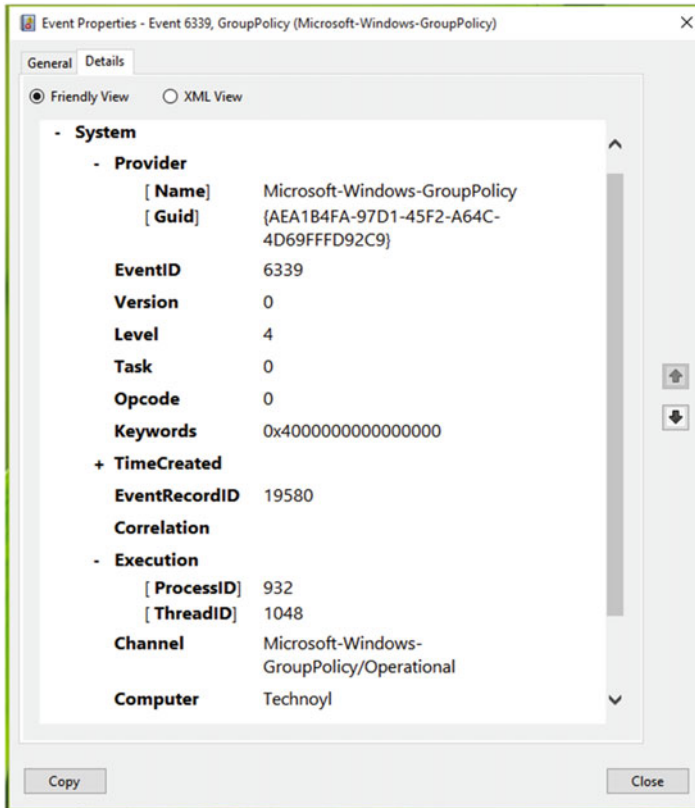 Event Properties - Event 6339, GroupPolicy (Microsoft-Windows-GroupPolicy)
General Details
Friendly View XML View
- System
- Provider
[ Name] Microsoft-Windows-GroupPolicy
[ Guid] {AEA1B4FA-97D1-45F2-A64C-
4D69FFFD92C9}
EventID 6339
Version 0
Level 4
Task 0
Opcode 0
Keywords 0x4000000000000000
+ TimeCreated
EventRecordID 19580
Correlation
- Execution
[ ProcessID] 932
[ ThreadID] 1048
Channel Microsoft-Windows-
GroupPolicy/Operational
Computer Technoyl
Copy Close